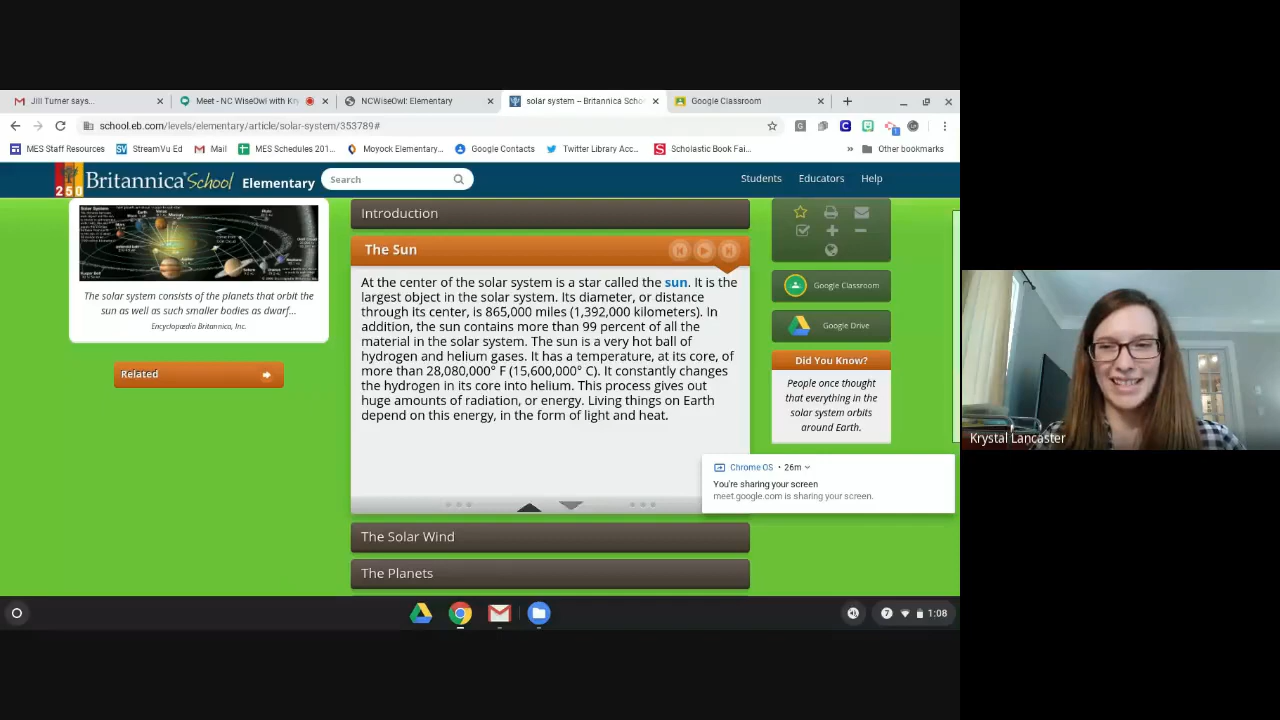 Jill Turner says...
Meet - NC WiseOwl with Kry
NCWiseOwl: Elementary
solar system – Britannica Scho
Google Classroom
school.eb.com/levels/elementary/article/solar-system/353789#
MES Staff Resources
StreamVu Ed
Mail
MES Schedules 201...
Moyock Elementary...
Google Contacts
Twitter Library Acc...
Scholastic Book Fai...
»
Other bookmarks
250
Britannica School Elementary
Search
Students
Educators
Help
The solar system consists of the planets that orbit the
sun as well as such smaller bodies as dwarf...
Encyclopædia Britannica, Inc.
Related
Introduction
The Sun
At the center of the solar system is a star called the sun. It is the
largest object in the solar system. Its diameter, or distance
through its center, is 865,000 miles (1,392,000 kilometers). In
addition, the sun contains more than 99 percent of all the
material in the solar system. The sun is a very hot ball of
hydrogen and helium gases. It has a temperature, at its core, of
more than 28,080,000° F (15,600,000° C). It constantly changes
the hydrogen in its core into helium. This process gives out
huge amounts of radiation, or energy. Living things on Earth
depend on this energy, in the form of light and heat.
The Solar Wind
The Planets
Google Classroom
Google Drive
Did You Know?
People once thought
that everything in the
solar system orbits
around Earth.
Chrome OS • 26m
You're sharing your screen
meet.google.com is sharing your screen.
7
1:08
Krystal Lancaster